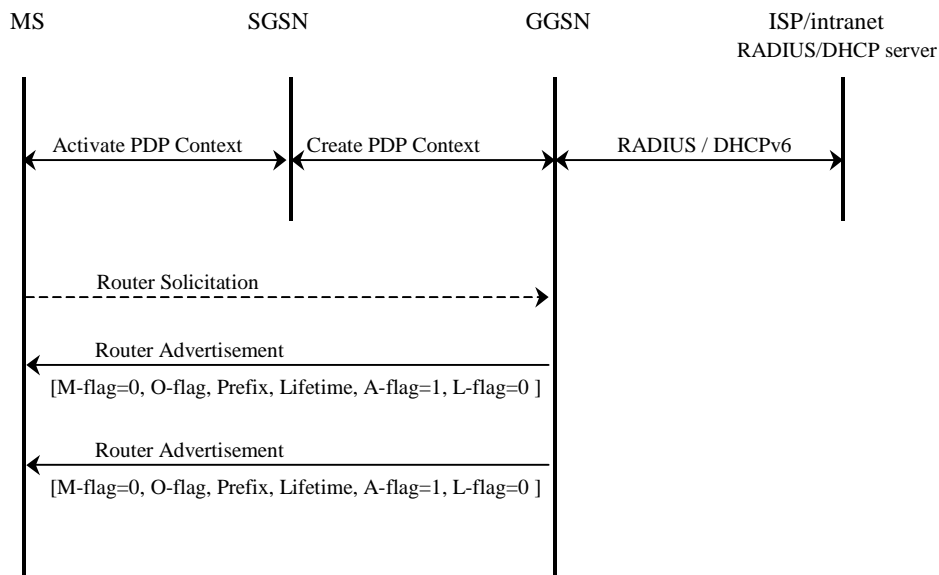 MS
SGSN
GGSN
ISP/intranet
RADIUS/DHCP server
Activate PDP Context
Create PDP Context
RADIUS / DHCPv6
Router Solicitation
Router Advertisement
[M-flag=0, O-flag, Prefix, Lifetime, A-flag=1, L-flag=0 ]
Router Advertisement
[M-flag=0, O-flag, Prefix, Lifetime, A-flag=1, L-flag=0 ]